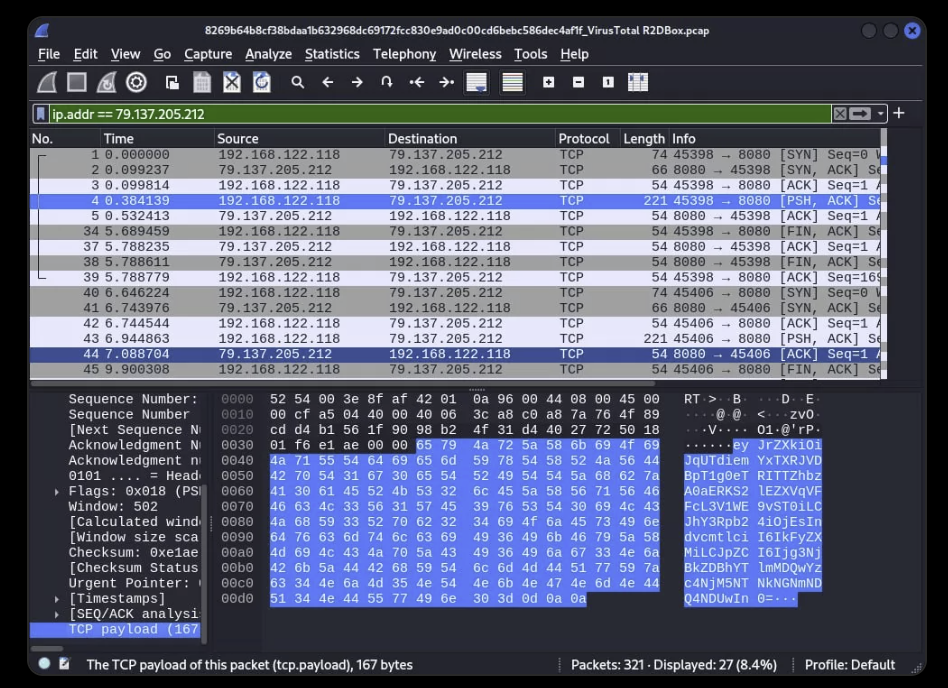 8269b64b8cf38bdaa1b632968dc69172fcc830e9ad0c00cd6bebc586dec4af1f_VirusTotal R2DBox.pcap
File Edit View Go Capture Analyze Statistics Telephony Wireless Tools Help
ip.addr == 79.137.205.212
No. Time Source Destination Protocol Length Info
1 0.000000 192.168.122.118 79.137.205.212 TCP 74 45398 → 8080 [SYN] Seq=0
2 0.099237 79.137.205.212 192.168.122.118 TCP 66 8080 → 45398 [SYN, ACK]
3 0.099814 192.168.122.118 79.137.205.212 TCP 54 45398 → 8080 [ACK] Seq=1
4 0.384139 192.168.122.118 79.137.205.212 TCP 221 45398 → 8080 [PSH, ACK]
5 0.532413 79.137.205.212 192.168.122.118 TCP 54 8080 → 45398 [ACK] Seq=1
34 5.689459 192.168.122.118 79.137.205.212 TCP 54 45398 → 8080 [FIN, ACK]
37 5.788235 79.137.205.212 192.168.122.118 TCP 54 8080 → 45398 [ACK] Seq=1
38 5.788611 79.137.205.212 192.168.122.118 TCP 54 8080 → 45398 [FIN, ACK]
39 5.788779 192.168.122.118 79.137.205.212 TCP 54 45398 → 8080 [ACK] Seq=169
40 6.646224 192.168.122.118 79.137.205.212 TCP 74 45406 → 8080 [SYN] Seq=0
41 6.743976 79.137.205.212 192.168.122.118 TCP 66 8080 → 45406 [SYN, ACK]
42 6.744544 192.168.122.118 79.137.205.212 TCP 54 45406 → 8080 [ACK] Seq=1
43 6.944863 192.168.122.118 79.137.205.212 TCP 221 45406 → 8080 [PSH, ACK]
44 7.088704 79.137.205.212 192.168.122.118 TCP 54 8080 → 45406 [ACK] Seq=1
45 9.900308 192.168.122.118 79.137.205.212 TCP 54 45406 → 8080 [FIN, ACK]
Sequence Number:
Sequence Number
[Next Sequence N
Acknowledgment N
Acknowledgment n
0101 .... = Head
Flags: 0x018 (PS
Window: 502
[Calculated wind
[Window size sca
Checksum: 0xe1ae
[Checksum Status
Urgent Pointer:
[Timestamps]
[SEQ/ACK analysis
TCP payload (167
0000 52 54 00 3e 8f af 42 01 0a 96 00 44 08 00 45 00 RT·>··B· ···D··E·
0010 00 cf a5 04 40 00 40 06 3c a8 c0 a8 7a 76 4f 89 ····@·@· <···zvO·
0020 cd d4 b1 56 1f 90 98 b2 4f 31 d4 40 27 72 50 18 ···V···· O1·@'rP·
0030 01 f6 e1 ae 00 00 65 79 4a 72 5a 58 6b 69 4f 69 ······ey JrZXkiOi
0040 4a 71 55 54 64 69 65 6d 59 78 54 58 52 4a 56 44 JqUTdiem YxTXRJVD
0050 42 70 54 31 67 30 65 54 52 49 54 54 5a 68 62 7a BpT1g0eT RITTZhbz
0060 41 30 61 45 52 4b 53 32 6c 45 5a 58 56 71 56 46 A0aERKS2 lEZXVqVF
0070 46 63 4c 33 56 31 57 45 39 76 53 54 30 69 4c 43 FcL3V1WE 9vST0iLC
0080 4a 68 59 33 52 70 62 32 34 69 4f 6a 45 73 49 6e JhY3Rpb2 4iOjEsIn
0090 64 76 63 6d 74 6c 63 69 49 36 49 6b 46 79 5a 58 dvcmtlci I6IkFyZX
00a0 4d 69 4c 43 4a 70 5a 43 49 36 49 6a 67 33 4e 6a MiLCJpZC I6Ijg3Nj
00b0 42 6b 5a 44 42 68 59 54 6c 6d 4d 44 51 77 59 7a BkZDBhYT lmMDQwYz
00c0 63 34 4e 6a 4d 35 4e 54 4e 6b 4e 47 4e 6d 4e 44 c4NjM5NT NkNGNmND
00d0 51 34 4e 44 55 77 49 6e 30 3d 0d 0a 0a Q4NDUwIn 0=···
The TCP payload of this packet (tcp.payload), 167 bytes
Packets: 321 · Displayed: 27 (8.4%)
Profile: Default